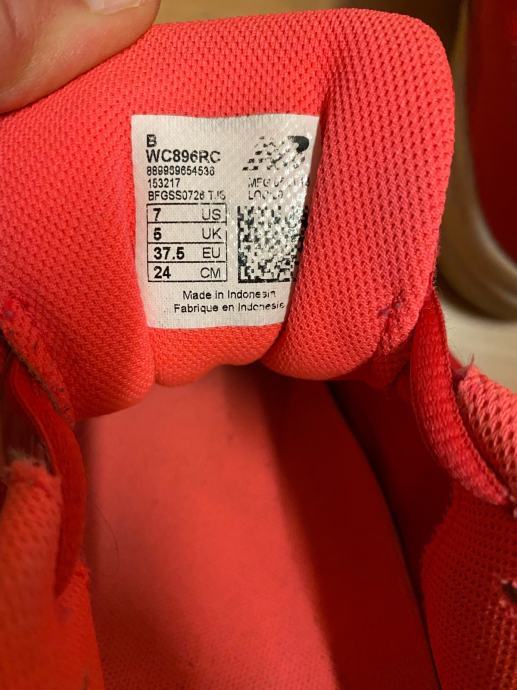 B
WC896RC
889969654536
153217
BFGSS0726 TJS
7 US
5 UK
37.5 EU
24 CM
Made in Indonesia
Fabrique en Indonesie